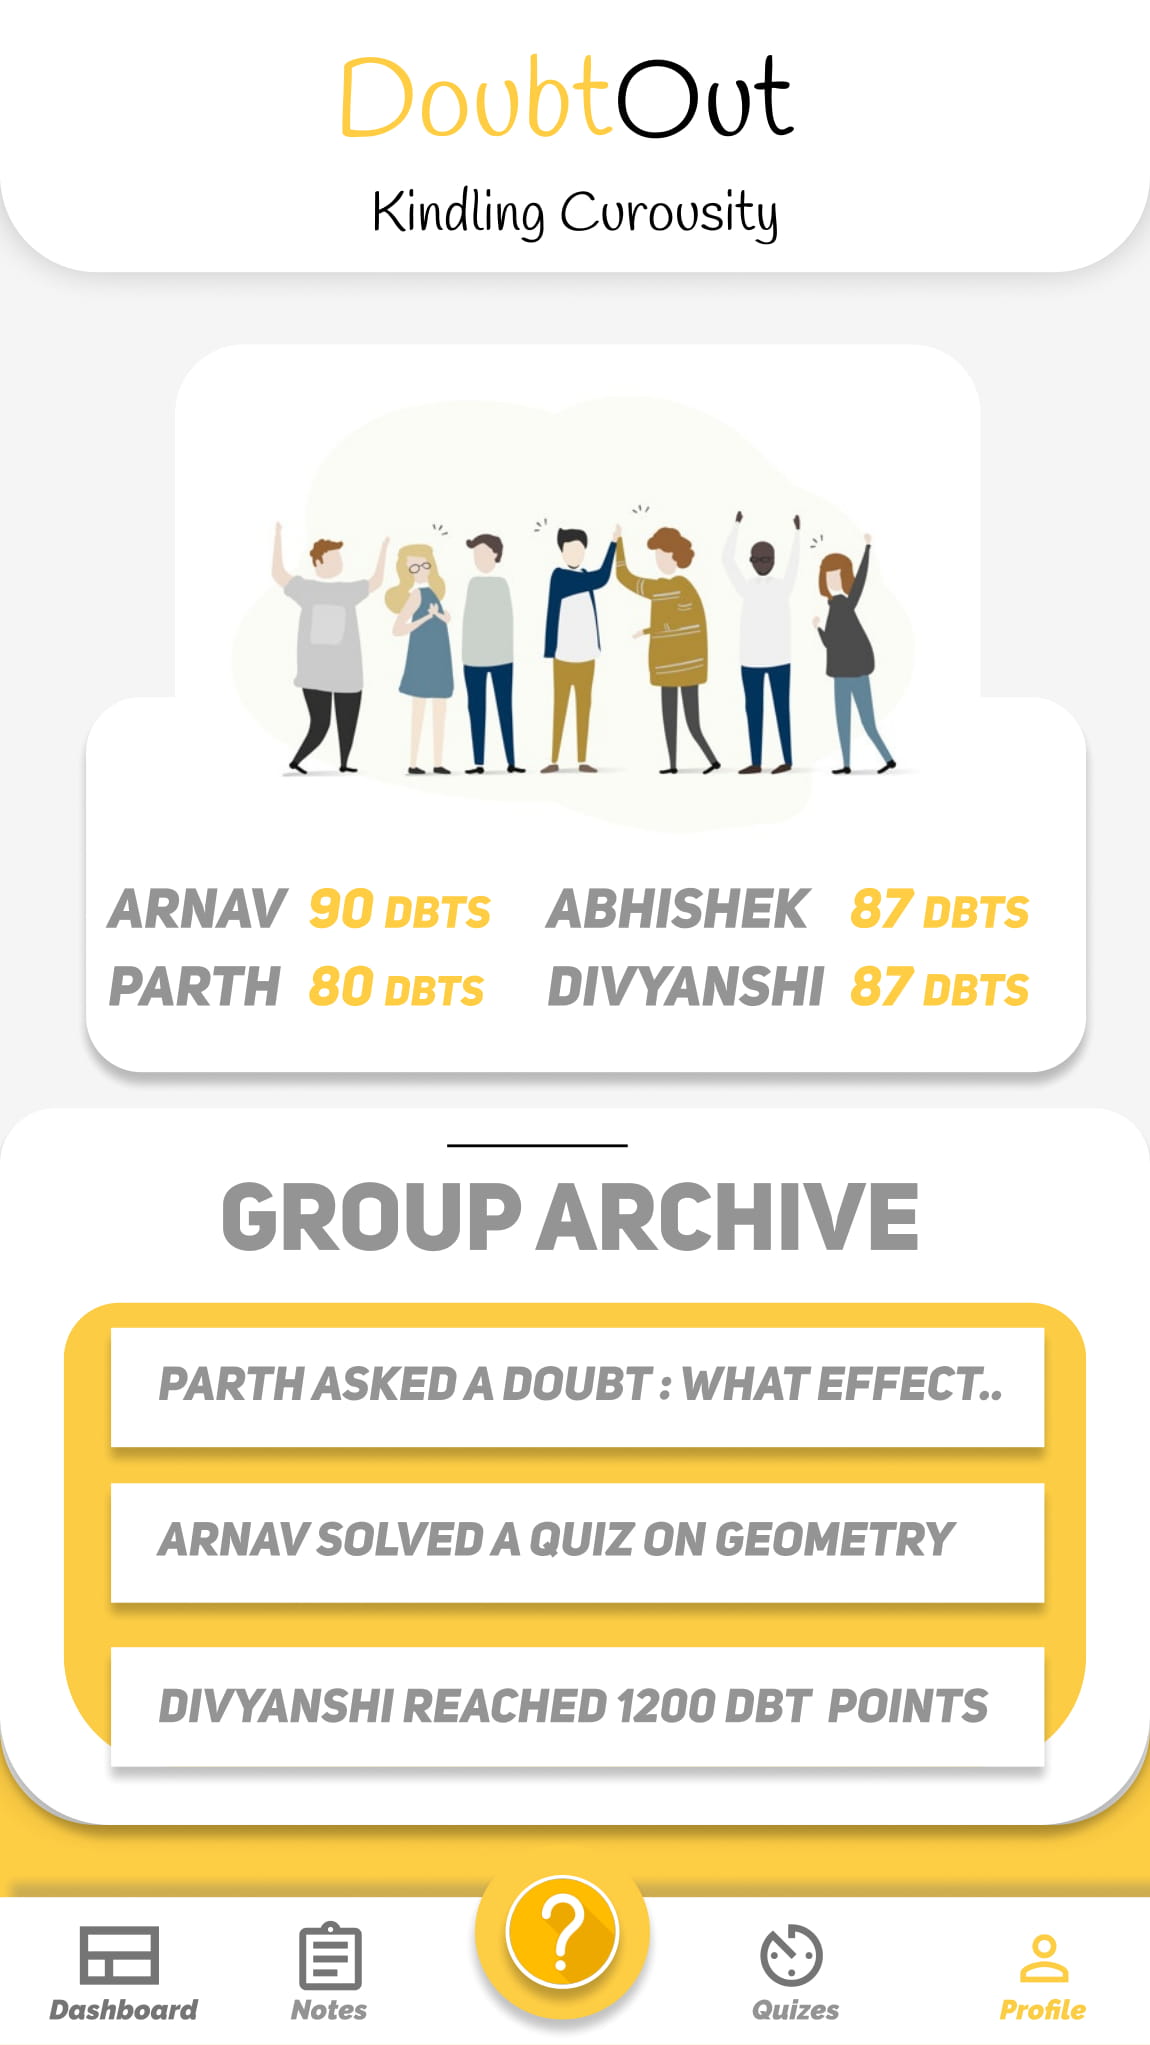 DoubtOut
Kindling Curousity
ARNAV 90 DBTS ABHISHEK 87 DBTS
PARTH 80 DBTS DIVYANSHI 87 DBTS
GROUP ARCHIVE
PARTH ASKED A DOUBT : WHAT EFFECT..
ARNAV SOLVED A QUIZ ON GEOMETRY
DIVYANSHI REACHED 1200 DBT POINTS
?
Dashboard Notes Quizes Profile